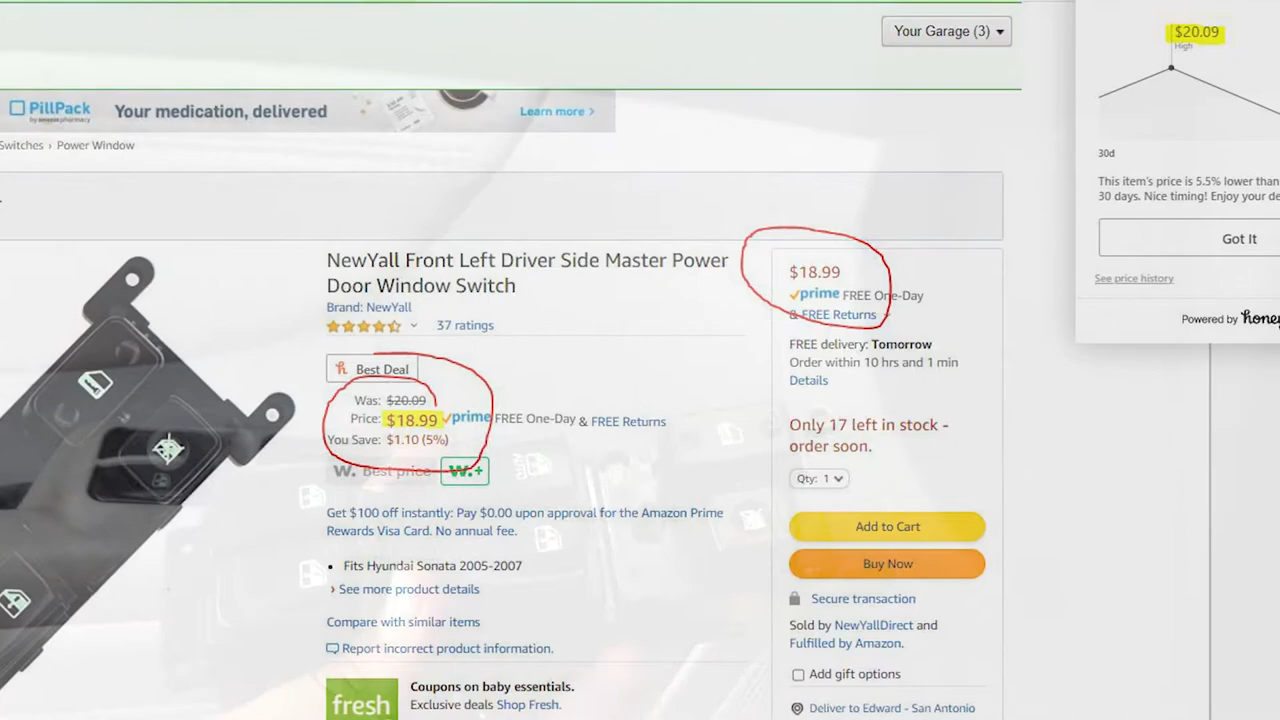 Your Garage (3)
$20.09
High
PillPack
by amazon pharmacy
Your medication, delivered
Learn more >
Switches › Power Window
30d
This item's price is 5.5% lower than
30 days. Nice timing! Enjoy your de
Got It
See price history
Powered by honey
NewYall Front Left Driver Side Master Power
Door Window Switch
Brand: NewYall
37 ratings
Best Deal
Was: $20.09
Price: $18.99 prime FREE One-Day & FREE Returns
You Save: $1.10 (5%)
W. Best price W.+
Get $100 off instantly: Pay $0.00 upon approval for the Amazon Prime
Rewards Visa Card. No annual fee.
• Fits Hyundai Sonata 2005-2007
› See more product details
Compare with similar items
Report incorrect product information.
fresh
Coupons on baby essentials.
Exclusive deals Shop Fresh.
$18.99
prime FREE One-Day
& FREE Returns
FREE delivery: Tomorrow
Order within 10 hrs and 1 min
Details
Only 17 left in stock -
order soon.
Qty: 1
Add to Cart
Buy Now
Secure transaction
Sold by NewYallDirect and
Fulfilled by Amazon.
Add gift options
Deliver to Edward - San Antonio